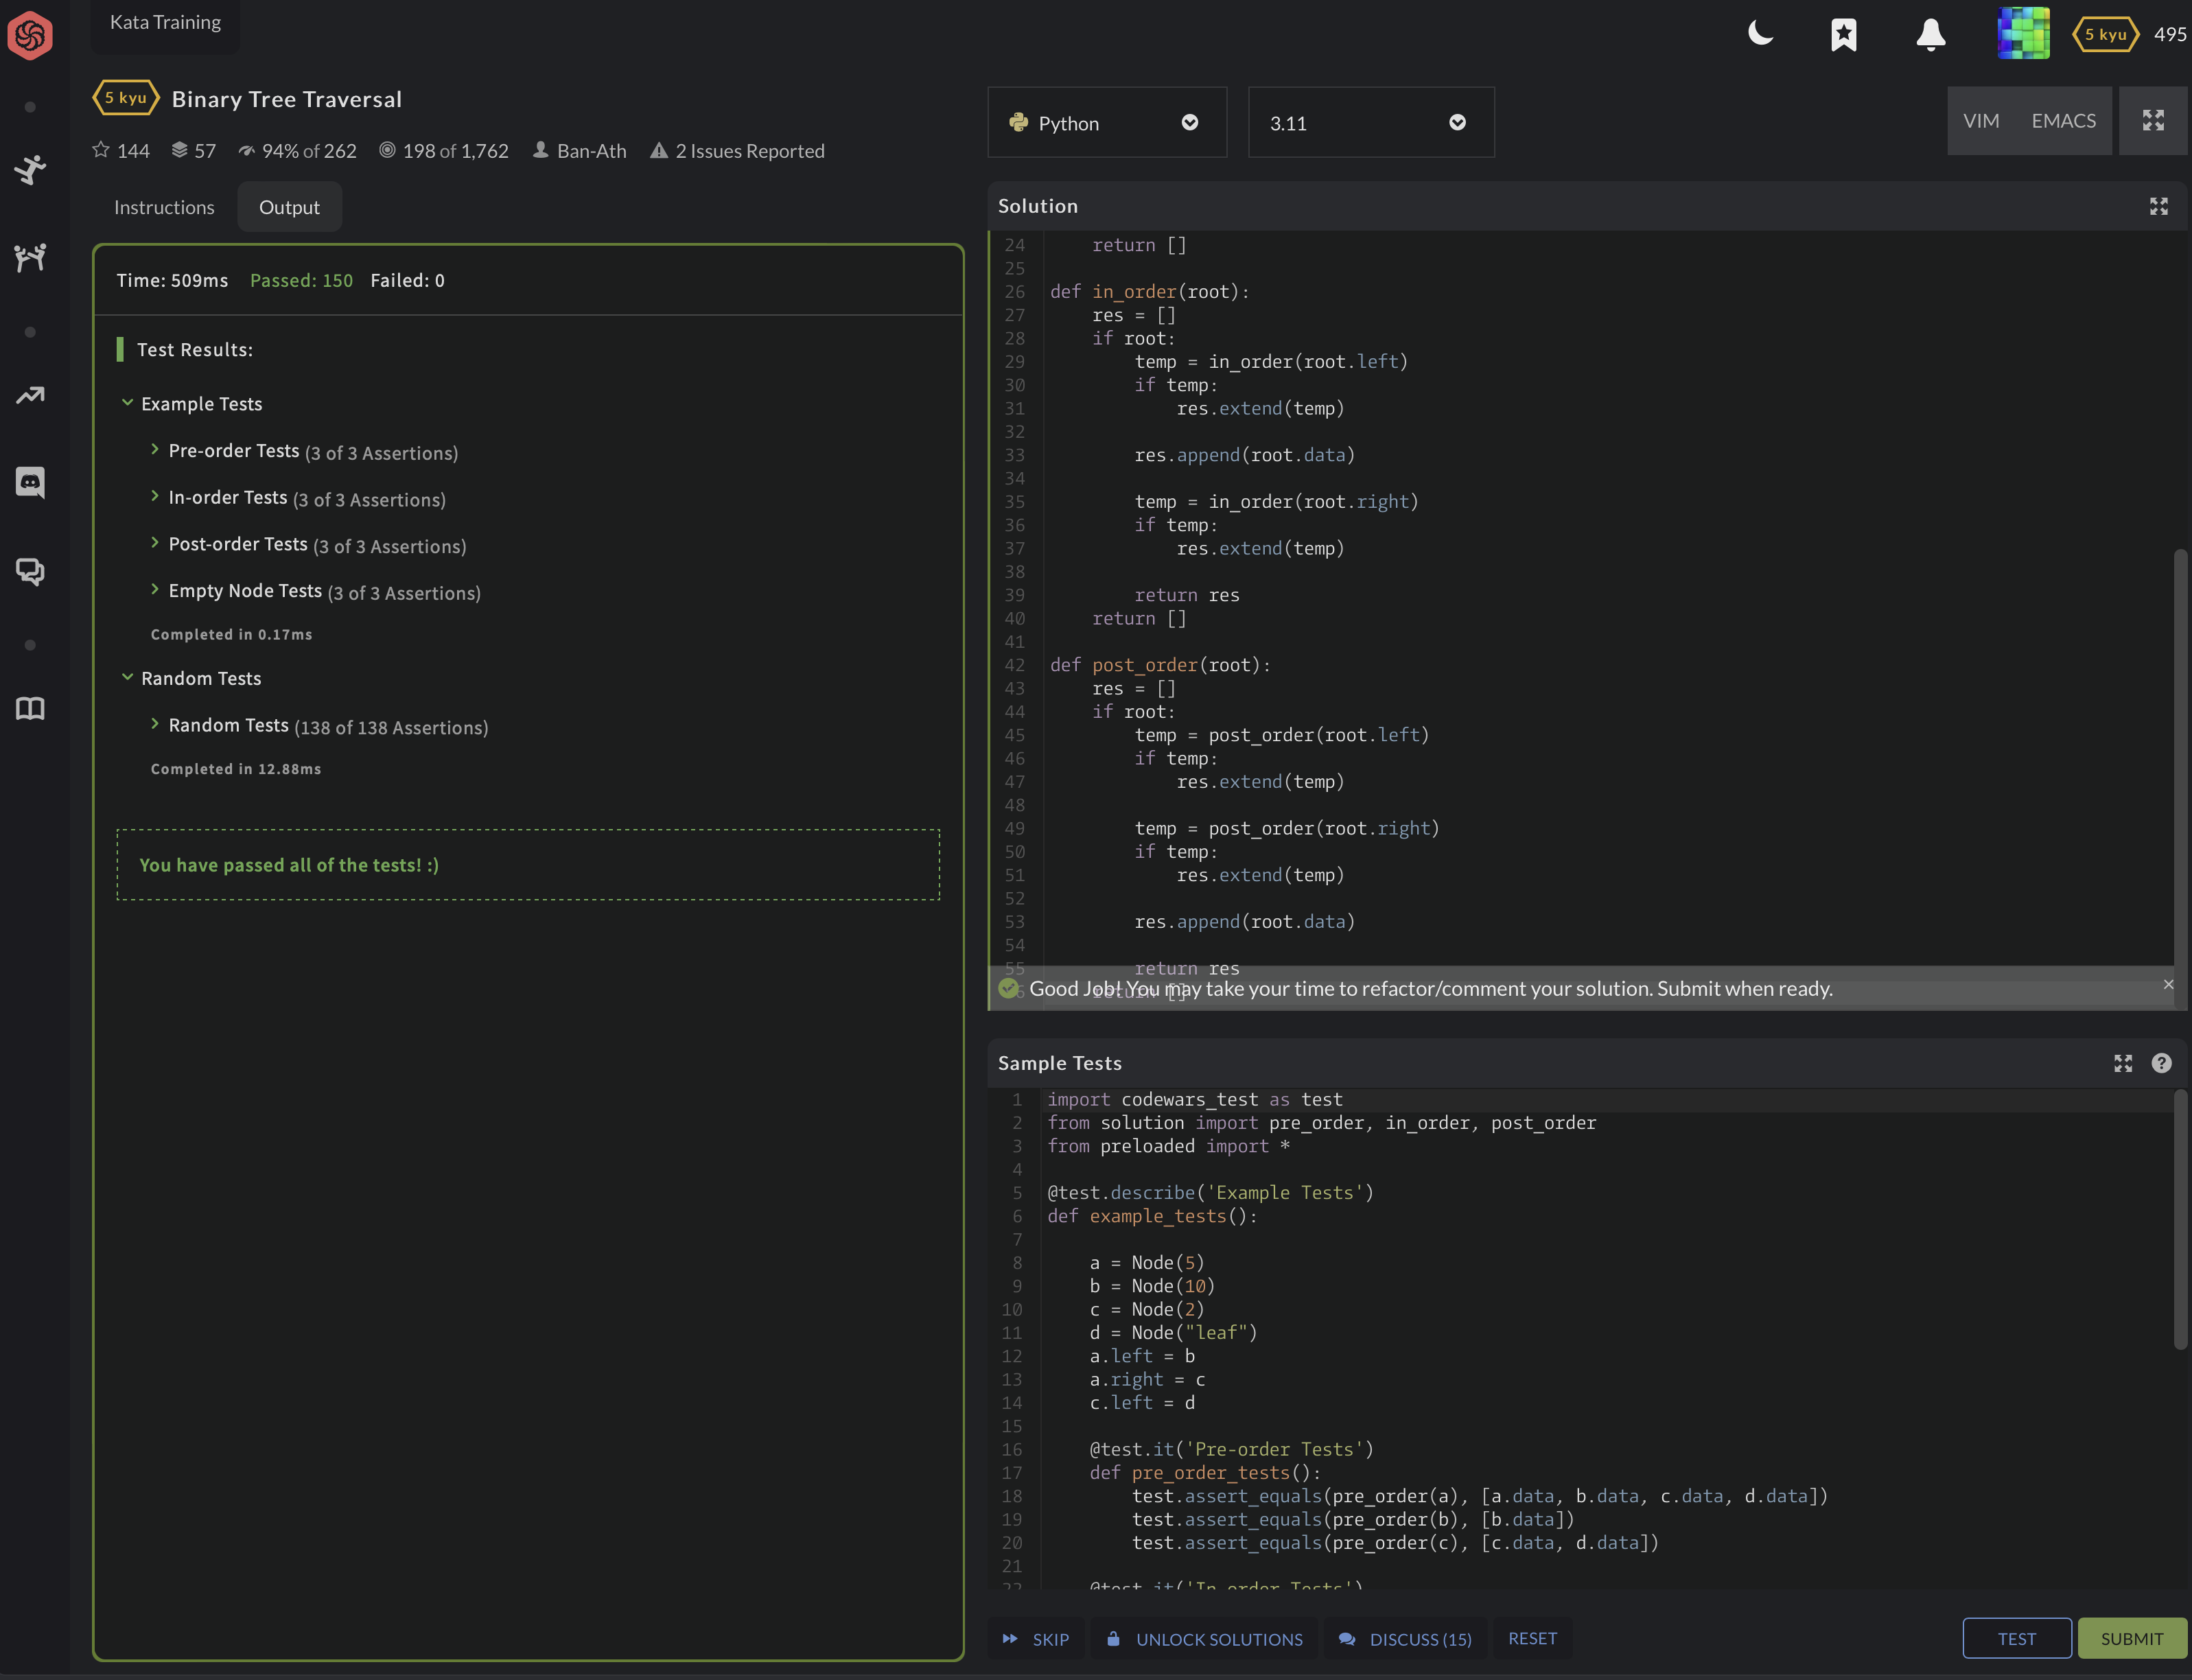 Kata Training
5 kyu 495
5 kyu Binary Tree Traversal
144 57 94% of 262 198 of 1,762 Ban-Ath 2 Issues Reported
Instructions Output
Time: 509ms Passed: 150 Failed: 0
Test Results:
Example Tests
Pre-order Tests (3 of 3 Assertions)
In-order Tests (3 of 3 Assertions)
Post-order Tests (3 of 3 Assertions)
Empty Node Tests (3 of 3 Assertions)
Completed in 0.17ms
Random Tests
Random Tests (138 of 138 Assertions)
Completed in 12.88ms
You have passed all of the tests! :)
Python 3.11 VIM EMACS
Solution
24     return []
25
26 def in_order(root):
27     res = []
28     if root:
29         temp = in_order(root.left)
30         if temp:
31             res.extend(temp)
32
33         res.append(root.data)
34
35         temp = in_order(root.right)
36         if temp:
37             res.extend(temp)
38
39         return res
40     return []
41
42 def post_order(root):
43     res = []
44     if root:
45         temp = post_order(root.left)
46         if temp:
47             res.extend(temp)
48
49         temp = post_order(root.right)
50         if temp:
51             res.extend(temp)
52
53         res.append(root.data)
54
55         return res
return []
Good Job! You may take your time to refactor/comment your solution. Submit when ready.
Sample Tests
1 import codewars_test as test
2 from solution import pre_order, in_order, post_order
3 from preloaded import *
4
5 @test.describe('Example Tests')
6 def example_tests():
7
8     a = Node(5)
9     b = Node(10)
10     c = Node(2)
11     d = Node("leaf")
12     a.left = b
13     a.right = c
14     c.left = d
15
16     @test.it('Pre-order Tests')
17     def pre_order_tests():
18         test.assert_equals(pre_order(a), [a.data, b.data, c.data, d.data])
19         test.assert_equals(pre_order(b), [b.data])
20         test.assert_equals(pre_order(c), [c.data, d.data])
21
22     @test.it('In-order Tests')
SKIP UNLOCK SOLUTIONS DISCUSS (15) RESET TEST SUBMIT